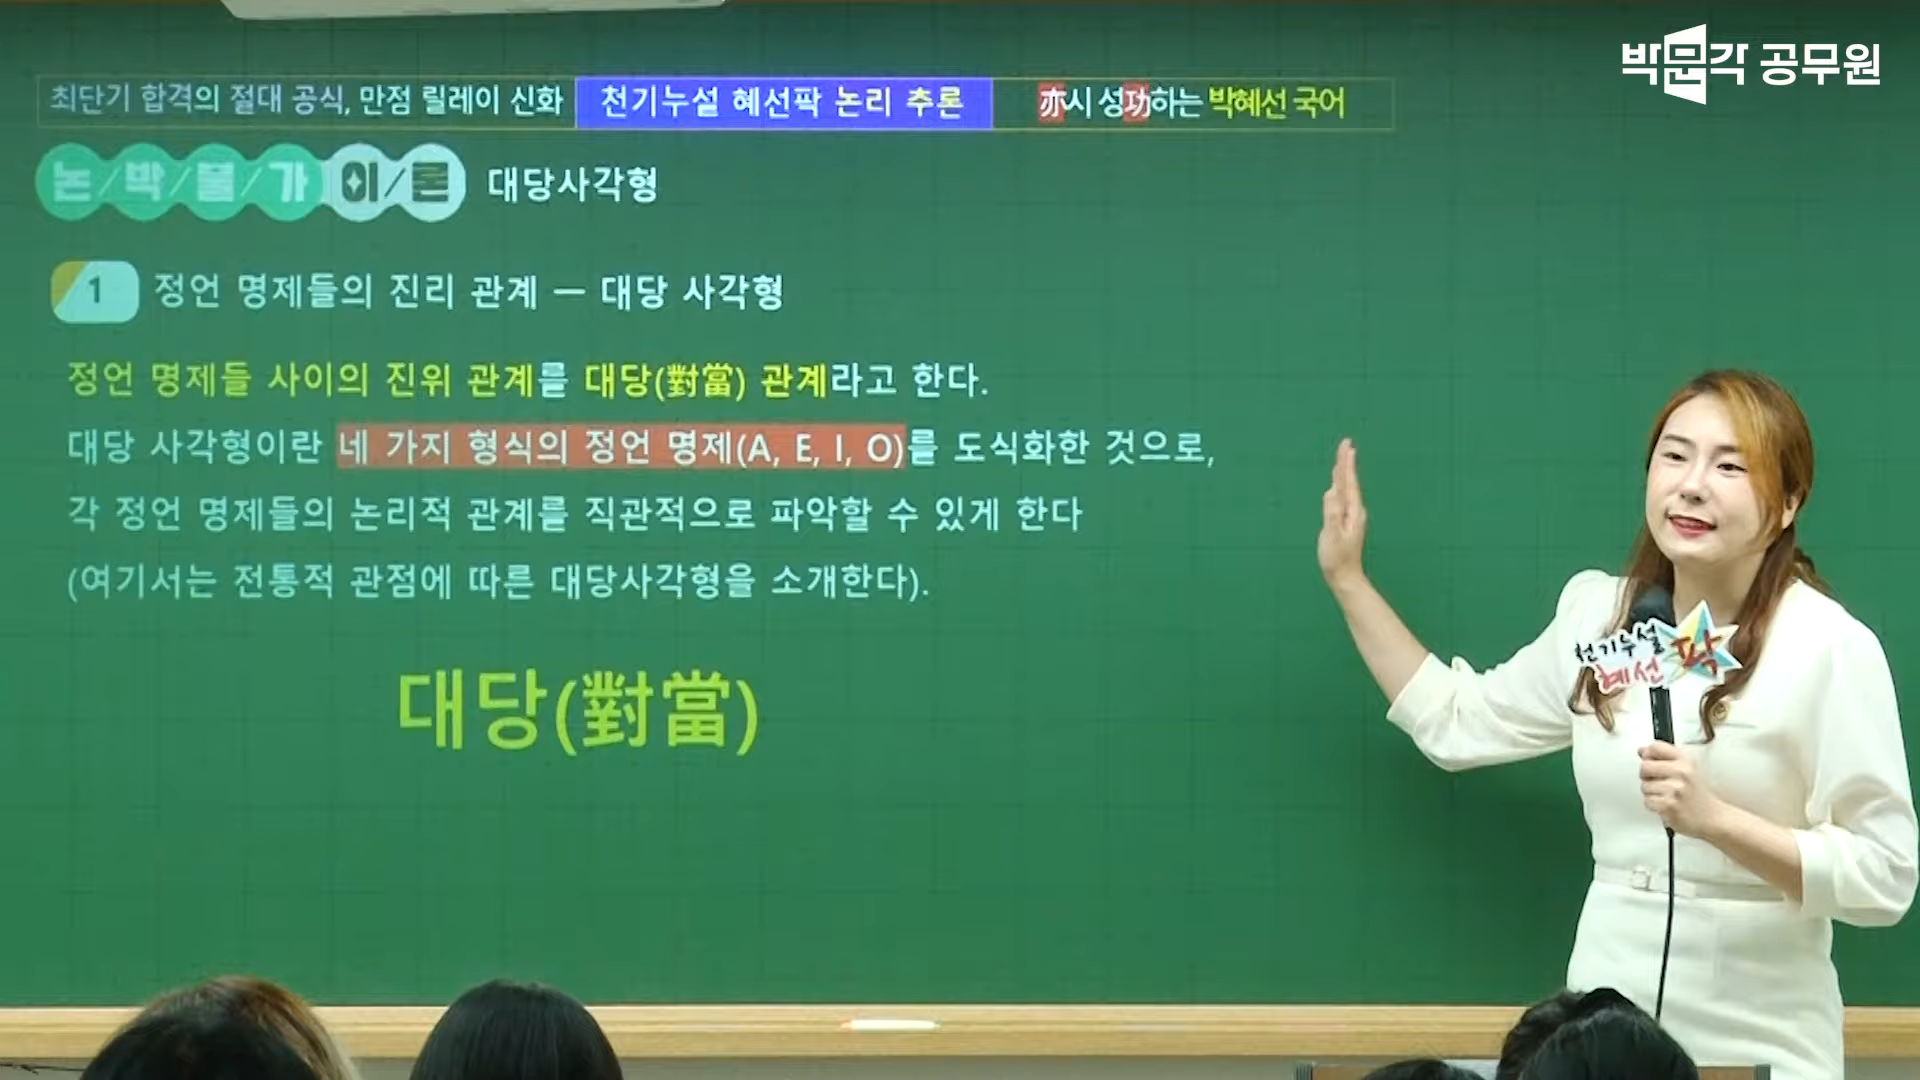 박문각 공무원
최단기 합격의 절대 공식, 만점 릴레이 신화 천기누설 혜선팍 논리 추론 亦시 성功하는 박혜선 국어
논/박/불/가 이/론 대당사각형
1 정언 명제들의 진리 관계 — 대당 사각형
정언 명제들 사이의 진위 관계를 대당(對當) 관계라고 한다.
대당 사각형이란 네 가지 형식의 정언 명제(A, E, I, O)를 도식화한 것으로,
각 정언 명제들의 논리적 관계를 직관적으로 파악할 수 있게 한다
(여기서는 전통적 관점에 따른 대당사각형을 소개한다).
대당(對當)
천기누설
혜선팍